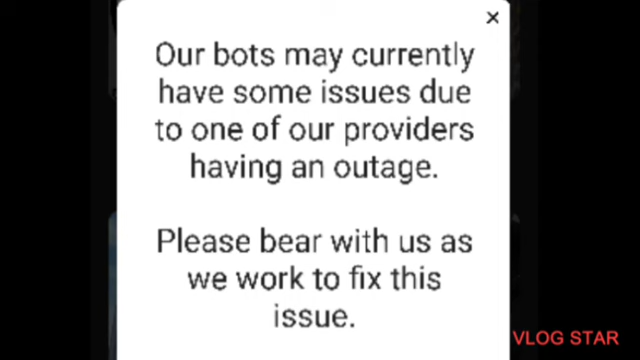 ×
Our bots may currently
have some issues due
to one of our providers
having an outage.
Please bear with us as
we work to fix this
issue.
VLOG STAR